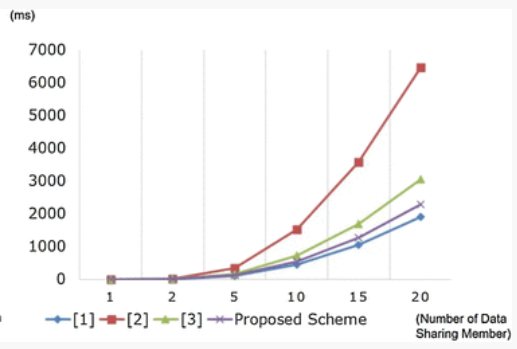 (ms)
7000
6000
5000
4000
3000
2000
1000
0
1 2 5 10 15 20
[1] [2] [3] Proposed Scheme
(Number of Data
Sharing Member)